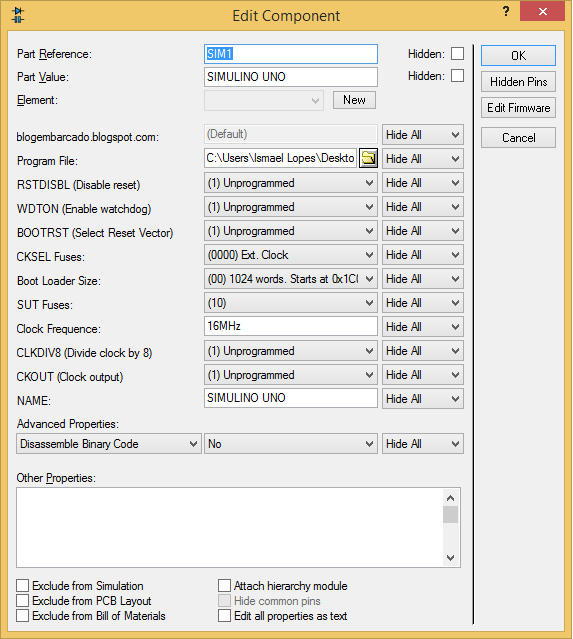 Edit Component
?
Part Reference: SIM1 Hidden: OK
Part Value: SIMULINO UNO Hidden: Hidden Pins
Element: New Edit Firmware
blogembarcado.blogspot.com: (Default) Hide All Cancel
Program File: C:\Users\Ismael Lopes\Deskto Hide All
RSTDISBL (Disable reset) (1) Unprogrammed Hide All
WDTON (Enable watchdog) (1) Unprogrammed Hide All
BOOTRST (Select Reset Vector) (1) Unprogrammed Hide All
CKSEL Fuses: (0000) Ext. Clock Hide All
Boot Loader Size: (00) 1024 words. Starts at 0x1C( Hide All
SUT Fuses: (10) Hide All
Clock Frequence: 16MHz Hide All
CLKDIV8 (Divide clock by 8) (1) Unprogrammed Hide All
CKOUT (Clock output) (1) Unprogrammed Hide All
NAME: SIMULINO UNO Hide All
Advanced Properties:
Disassemble Binary Code No Hide All
Other Properties:
Exclude from Simulation Attach hierarchy module
Exclude from PCB Layout Hide common pins
Exclude from Bill of Materials Edit all properties as text